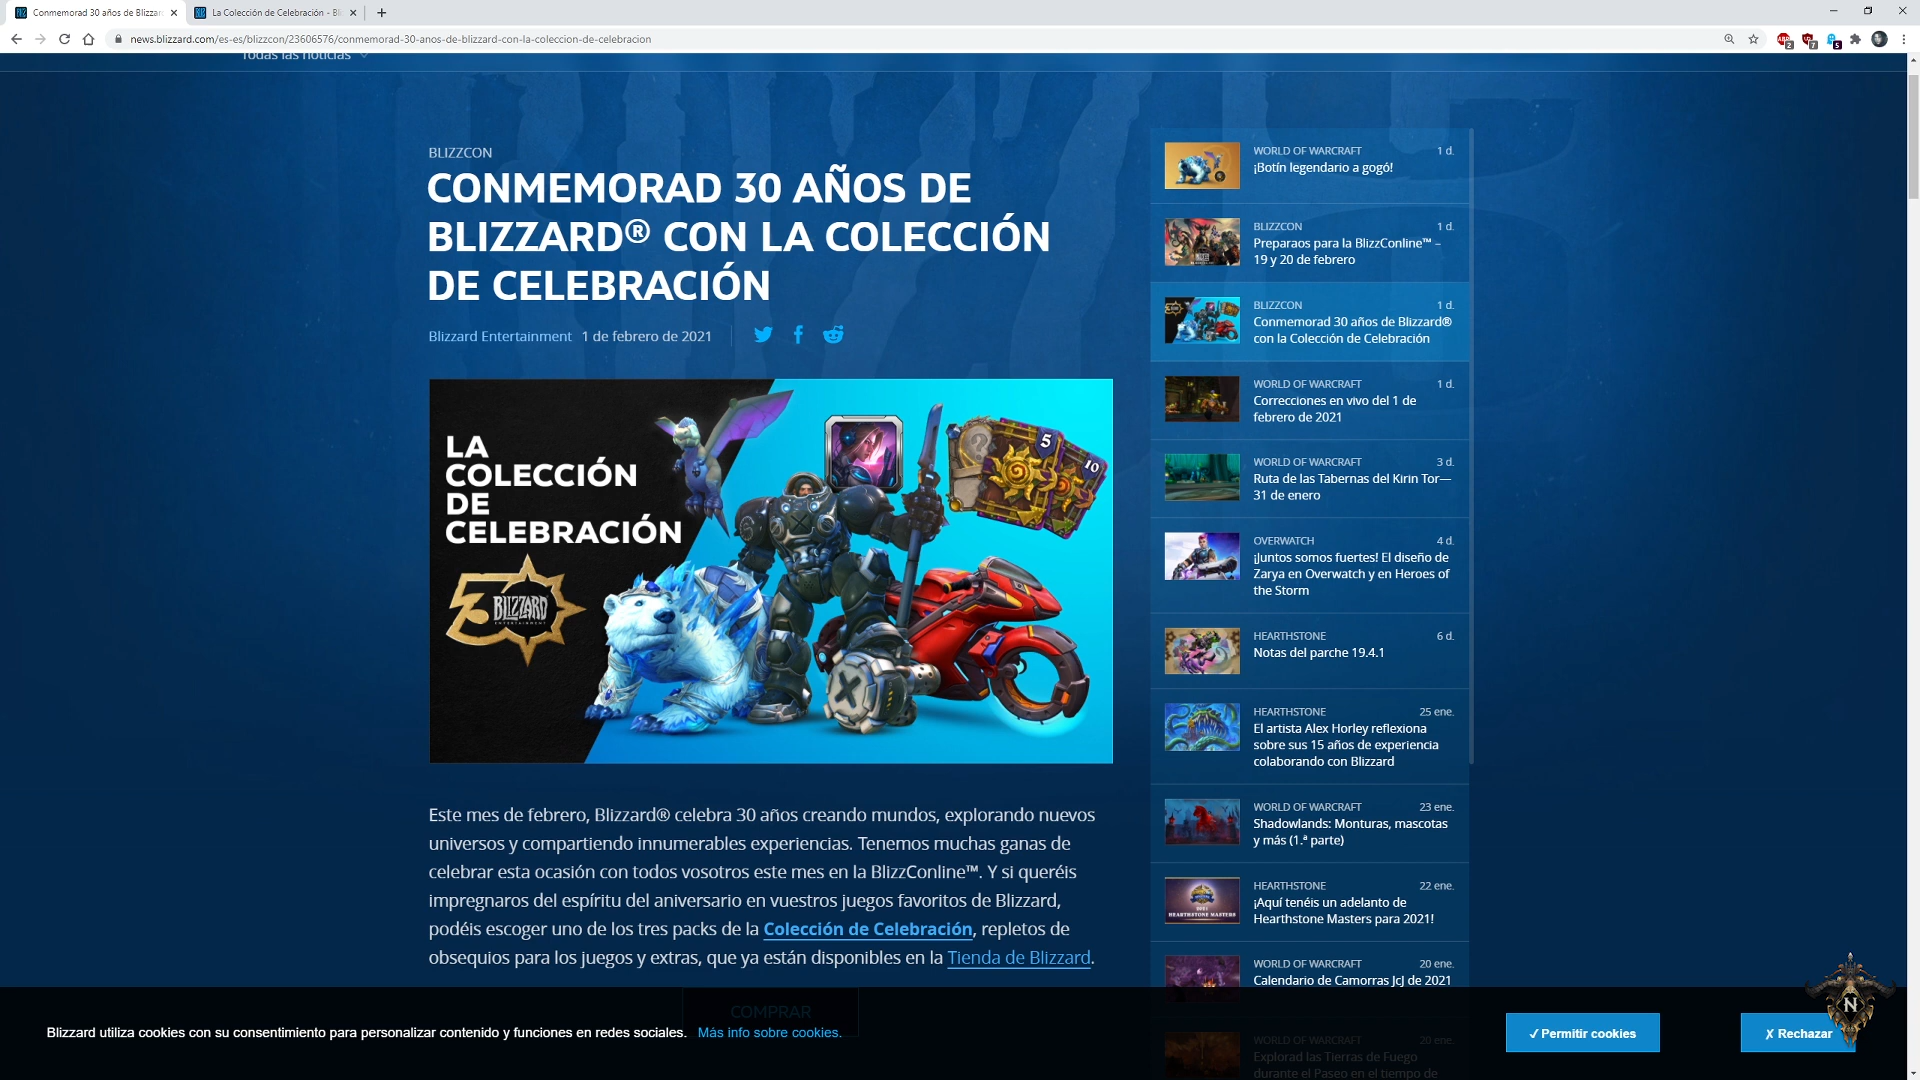 Conmemorad 30 años de Blizzard
La Colección de Celebración - Bl
news.blizzard.com/es-es/blizzcon/23606576/conmemorad-30-anos-de-blizzard-con-la-coleccion-de-celebracion
2
7
5
Todas las noticias
BLIZZCON
CONMEMORAD 30 AÑOS DE
BLIZZARD® CON LA COLECCIÓN
DE CELEBRACIÓN
Blizzard Entertainment 1 de febrero de 2021
LA
COLECCIÓN
DE
CELEBRACIÓN
BLIZZARD
ENTERTAINMENT
5
10
Este mes de febrero, Blizzard® celebra 30 años creando mundos, explorando nuevos
universos y compartiendo innumerables experiencias. Tenemos muchas ganas de
celebrar esta ocasión con todos vosotros este mes en la BlizzConline™. Y si queréis
impregnaros del espíritu del aniversario en vuestros juegos favoritos de Blizzard,
podéis escoger uno de los tres packs de la Colección de Celebración, repletos de
obsequios para los juegos y extras, que ya están disponibles en la Tienda de Blizzard.
COMPRAR
WORLD OF WARCRAFT 1 d.
¡Botín legendario a gogó!
BLIZZCON 1 d.
Preparaos para la BlizzConline™ –
19 y 20 de febrero
BLIZZCON 1 d.
Conmemorad 30 años de Blizzard®
con la Colección de Celebración
WORLD OF WARCRAFT 1 d.
Correcciones en vivo del 1 de
febrero de 2021
WORLD OF WARCRAFT 3 d.
Ruta de las Tabernas del Kirin Tor—
31 de enero
OVERWATCH 4 d.
¡Juntos somos fuertes! El diseño de
Zarya en Overwatch y en Heroes of
the Storm
HEARTHSTONE 6 d.
Notas del parche 19.4.1
HEARTHSTONE 25 ene.
El artista Alex Horley reflexiona
sobre sus 15 años de experiencia
colaborando con Blizzard
WORLD OF WARCRAFT 23 ene.
Shadowlands: Monturas, mascotas
y más (1.ª parte)
HEARTHSTONE 22 ene.
¡Aquí tenéis un adelanto de
Hearthstone Masters para 2021!
HEARTHSTONE MASTERS
WORLD OF WARCRAFT 20 ene.
Calendario de Camorras JcJ de 2021
WORLD OF WARCRAFT 20 ene.
Explorad las Tierras de Fuego
durante el Paseo en el tiempo de
Blizzard utiliza cookies con su consentimiento para personalizar contenido y funciones en redes sociales. Más info sobre cookies.
✓ Permitir cookies
✗ Rechazar
N